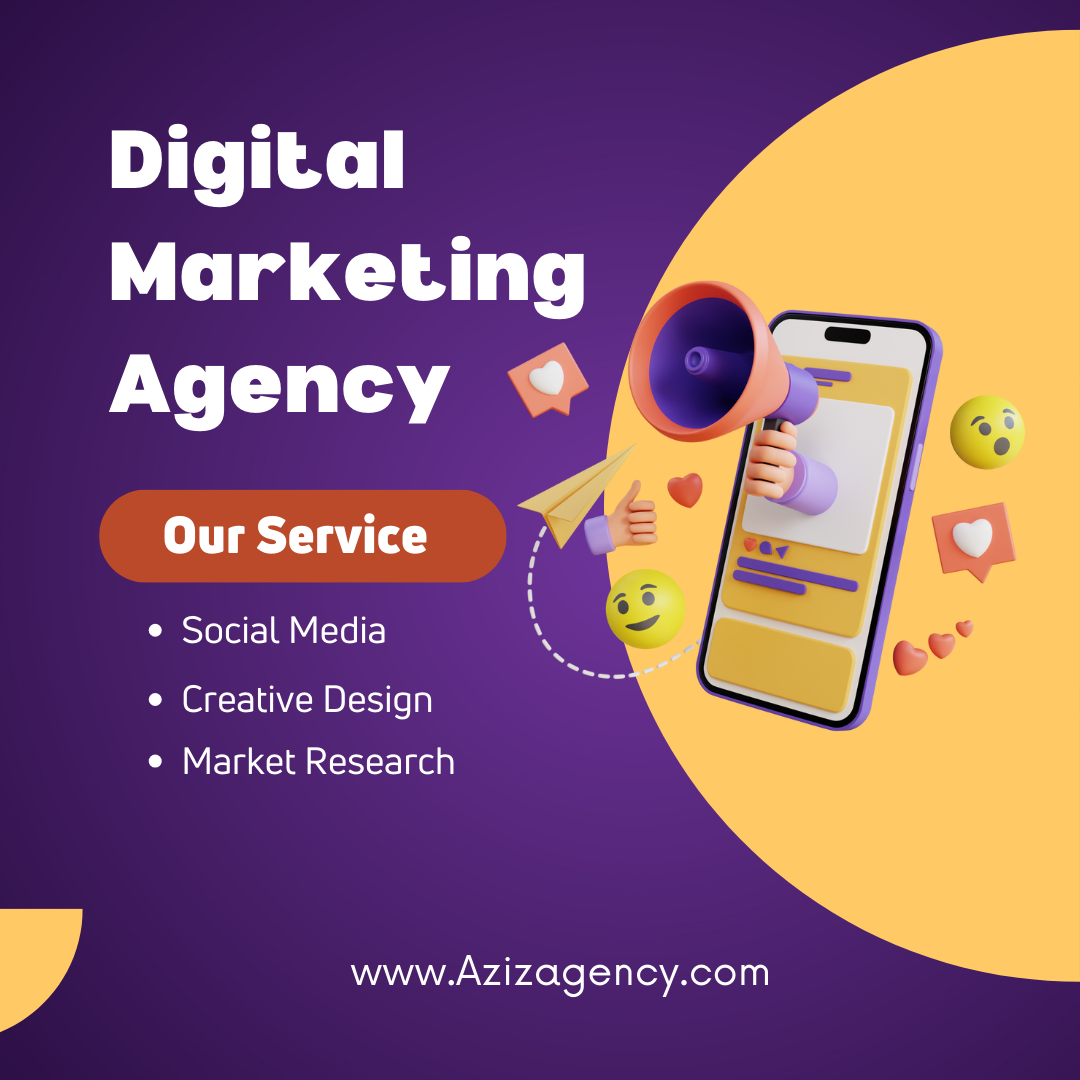 Digital
Marketing
Agency
Our Service
• Social Media
• Creative Design
• Market Research
www.Azizagency.com